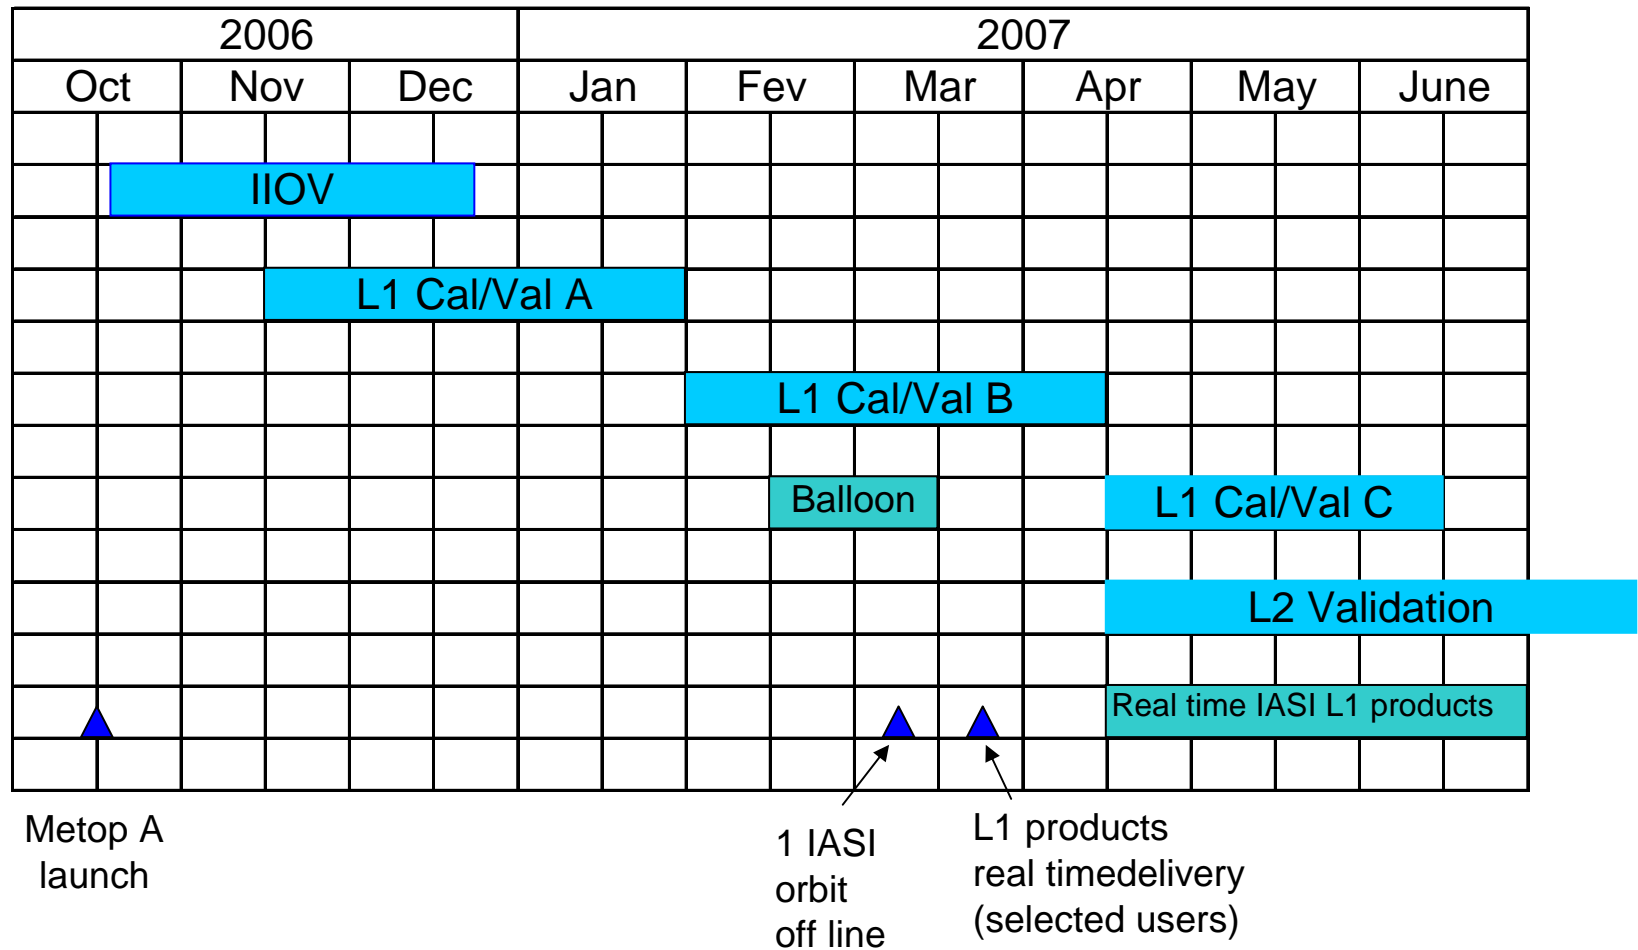 2006
2007
Oct
Nov
Dec
Jan
Fev
Mar
Apr
May
June
IIOV
L1 Cal/Val A
L1 Cal/Val B
Balloon
L1 Cal/Val C
L2 Validation
Real time IASI L1 products
Metop A
launch
1 IASI
orbit
off line
L1 products
real timedelivery
(selected users)